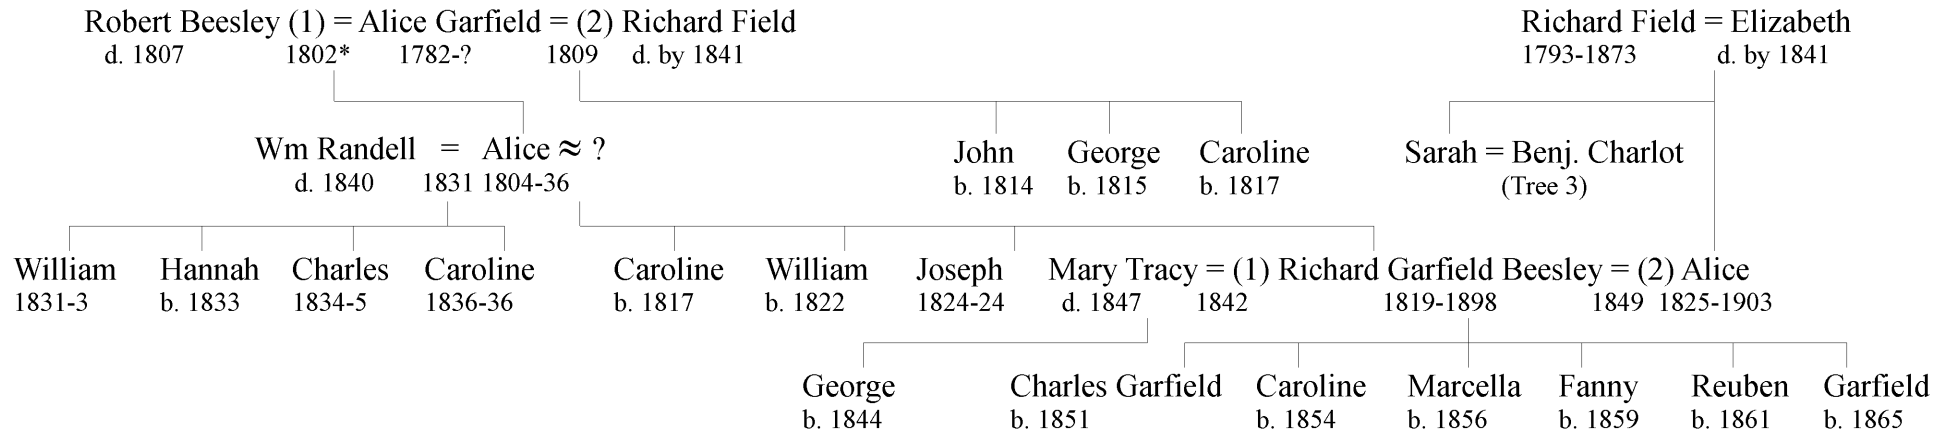 Robert Beesley (1) = Alice Garfield = (2) Richard Field Richard Field = Elizabeth
d. 1807 1802* 1782-? 1809 d. by 1841 1793-1873 d. by 1841
Wm Randell = Alice ≈ ? John George Caroline Sarah = Benj. Charlot
d. 1840 1831 1804-36 b. 1814 b. 1815 b. 1817 (Tree 3)
William Hannah Charles Caroline Caroline William Joseph Mary Tracy = (1) Richard Garfield Beesley = (2) Alice
1831-3 b. 1833 1834-5 1836-36 b. 1817 b. 1822 1824-24 d. 1847 1842 1819-1898 1849 1825-1903
George Charles Garfield Caroline Marcella Fanny Reuben Garfield
b. 1844 b. 1851 b. 1854 b. 1856 b. 1859 b. 1861 b. 1865